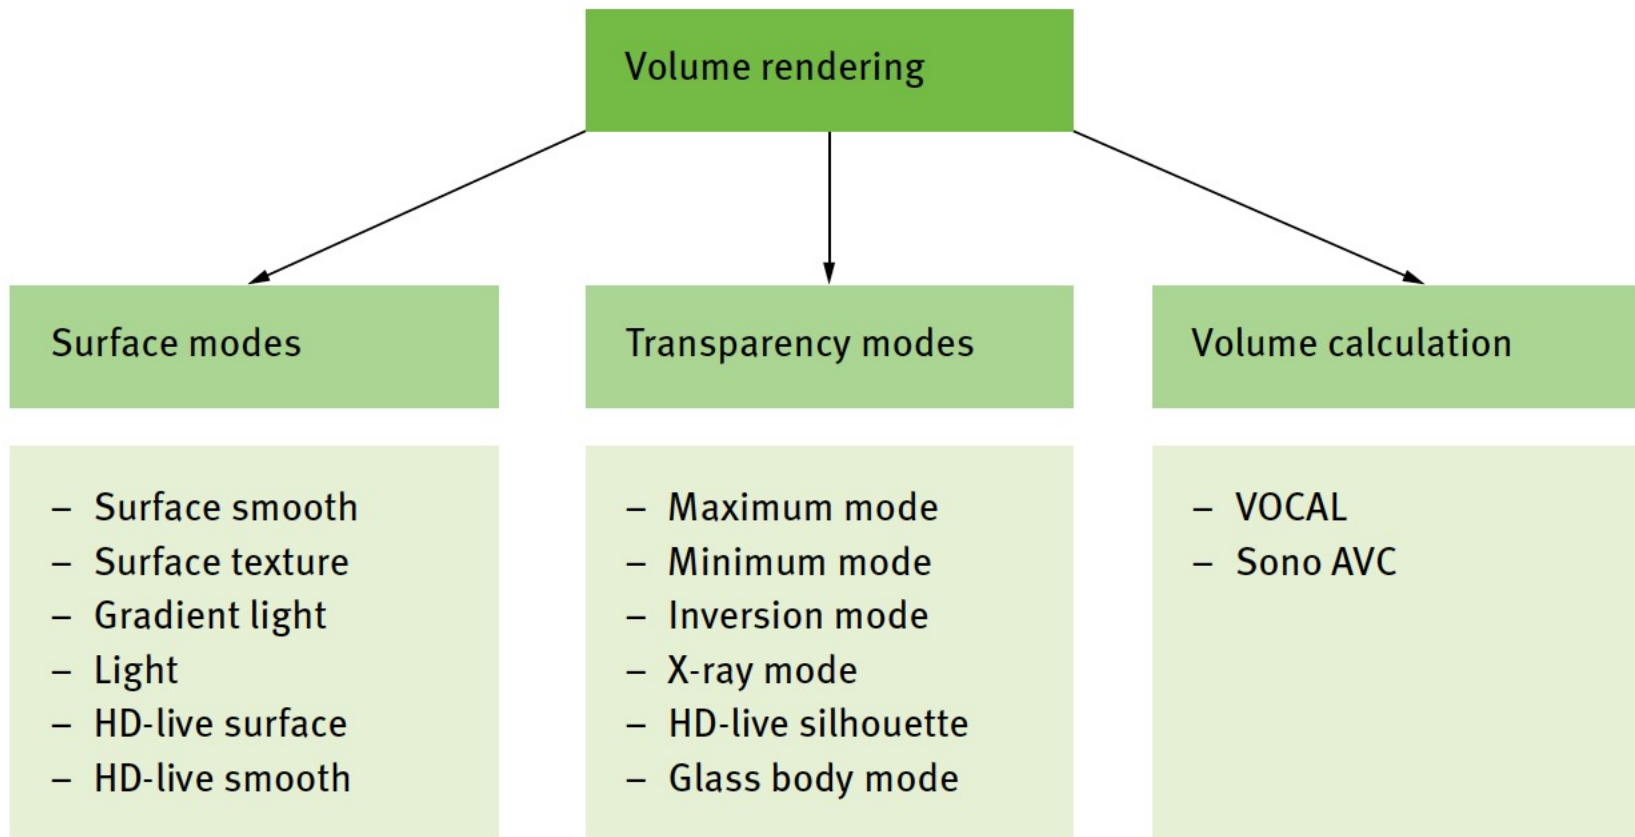 Volume rendering
Surface modes
– Surface smooth
– Surface texture
– Gradient light
– Light
– HD-live surface
– HD-live smooth
Transparency modes
– Maximum mode
– Minimum mode
– Inversion mode
– X-ray mode
– HD-live silhouette
– Glass body mode
Volume calculation
– VOCAL
– Sono AVC